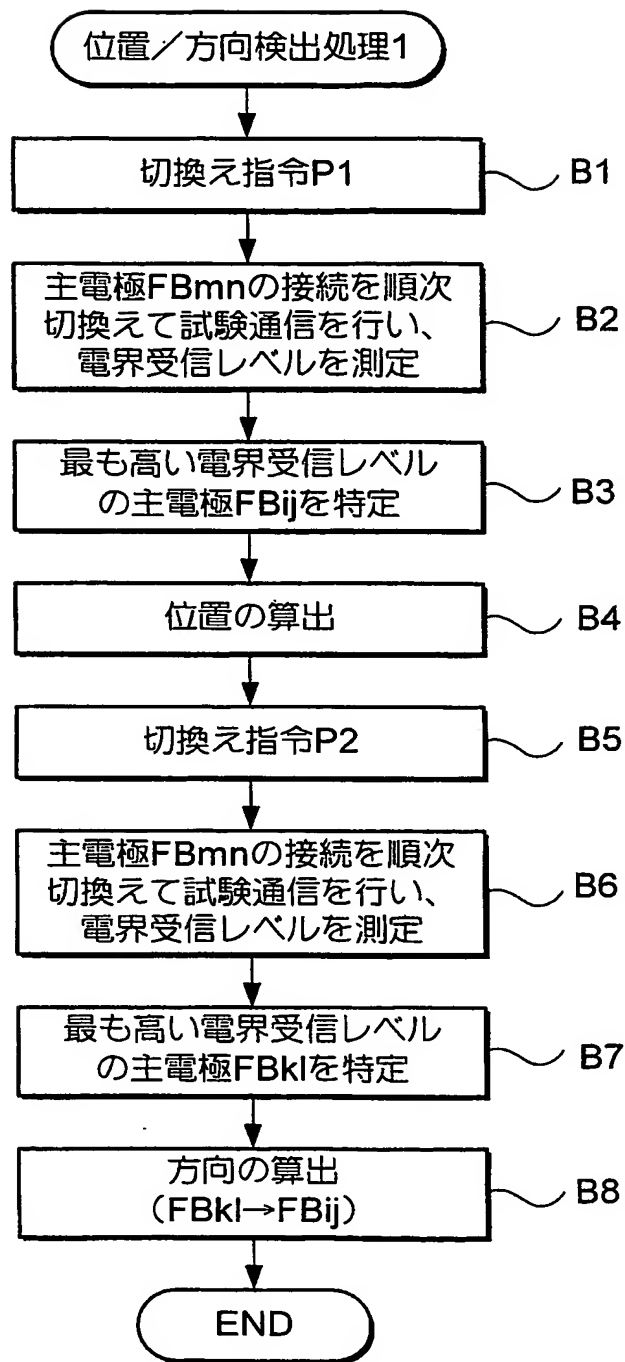 位置／方向検出処理1
切換え指令P1
B1
主電極FBmnの接続を順次
切換えて試験通信を行い、
電界受信レベルを測定
B2
最も高い電界受信レベル
の主電極FBijを特定
B3
位置の算出
B4
切換え指令P2
B5
主電極FBmnの接続を順次
切換えて試験通信を行い、
電界受信レベルを測定
B6
最も高い電界受信レベル
の主電極FBklを特定
B7
方向の算出
（FBkl→FBij）
B8
END